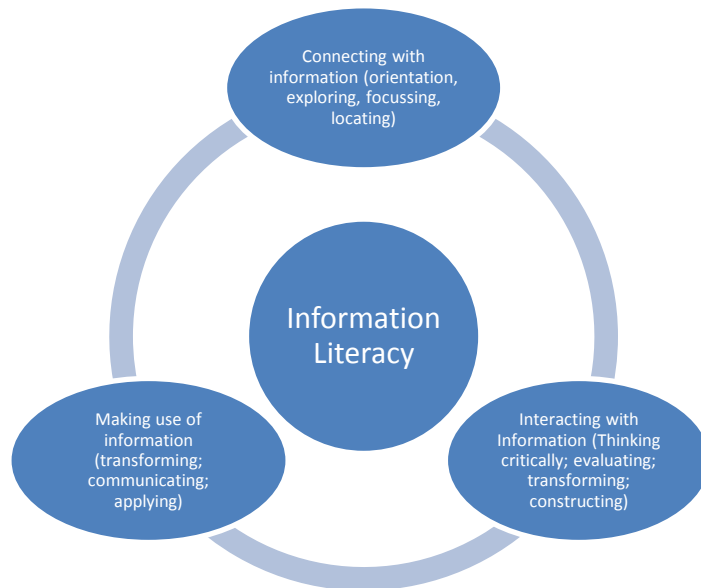 Connecting with
information (orientation,
exploring, focussing,
locating)
Information
Literacy
Making use of
information
(transforming;
communicating;
applying)
Interacting with
Information (Thinking
critically; evaluating;
transforming;
constructing)